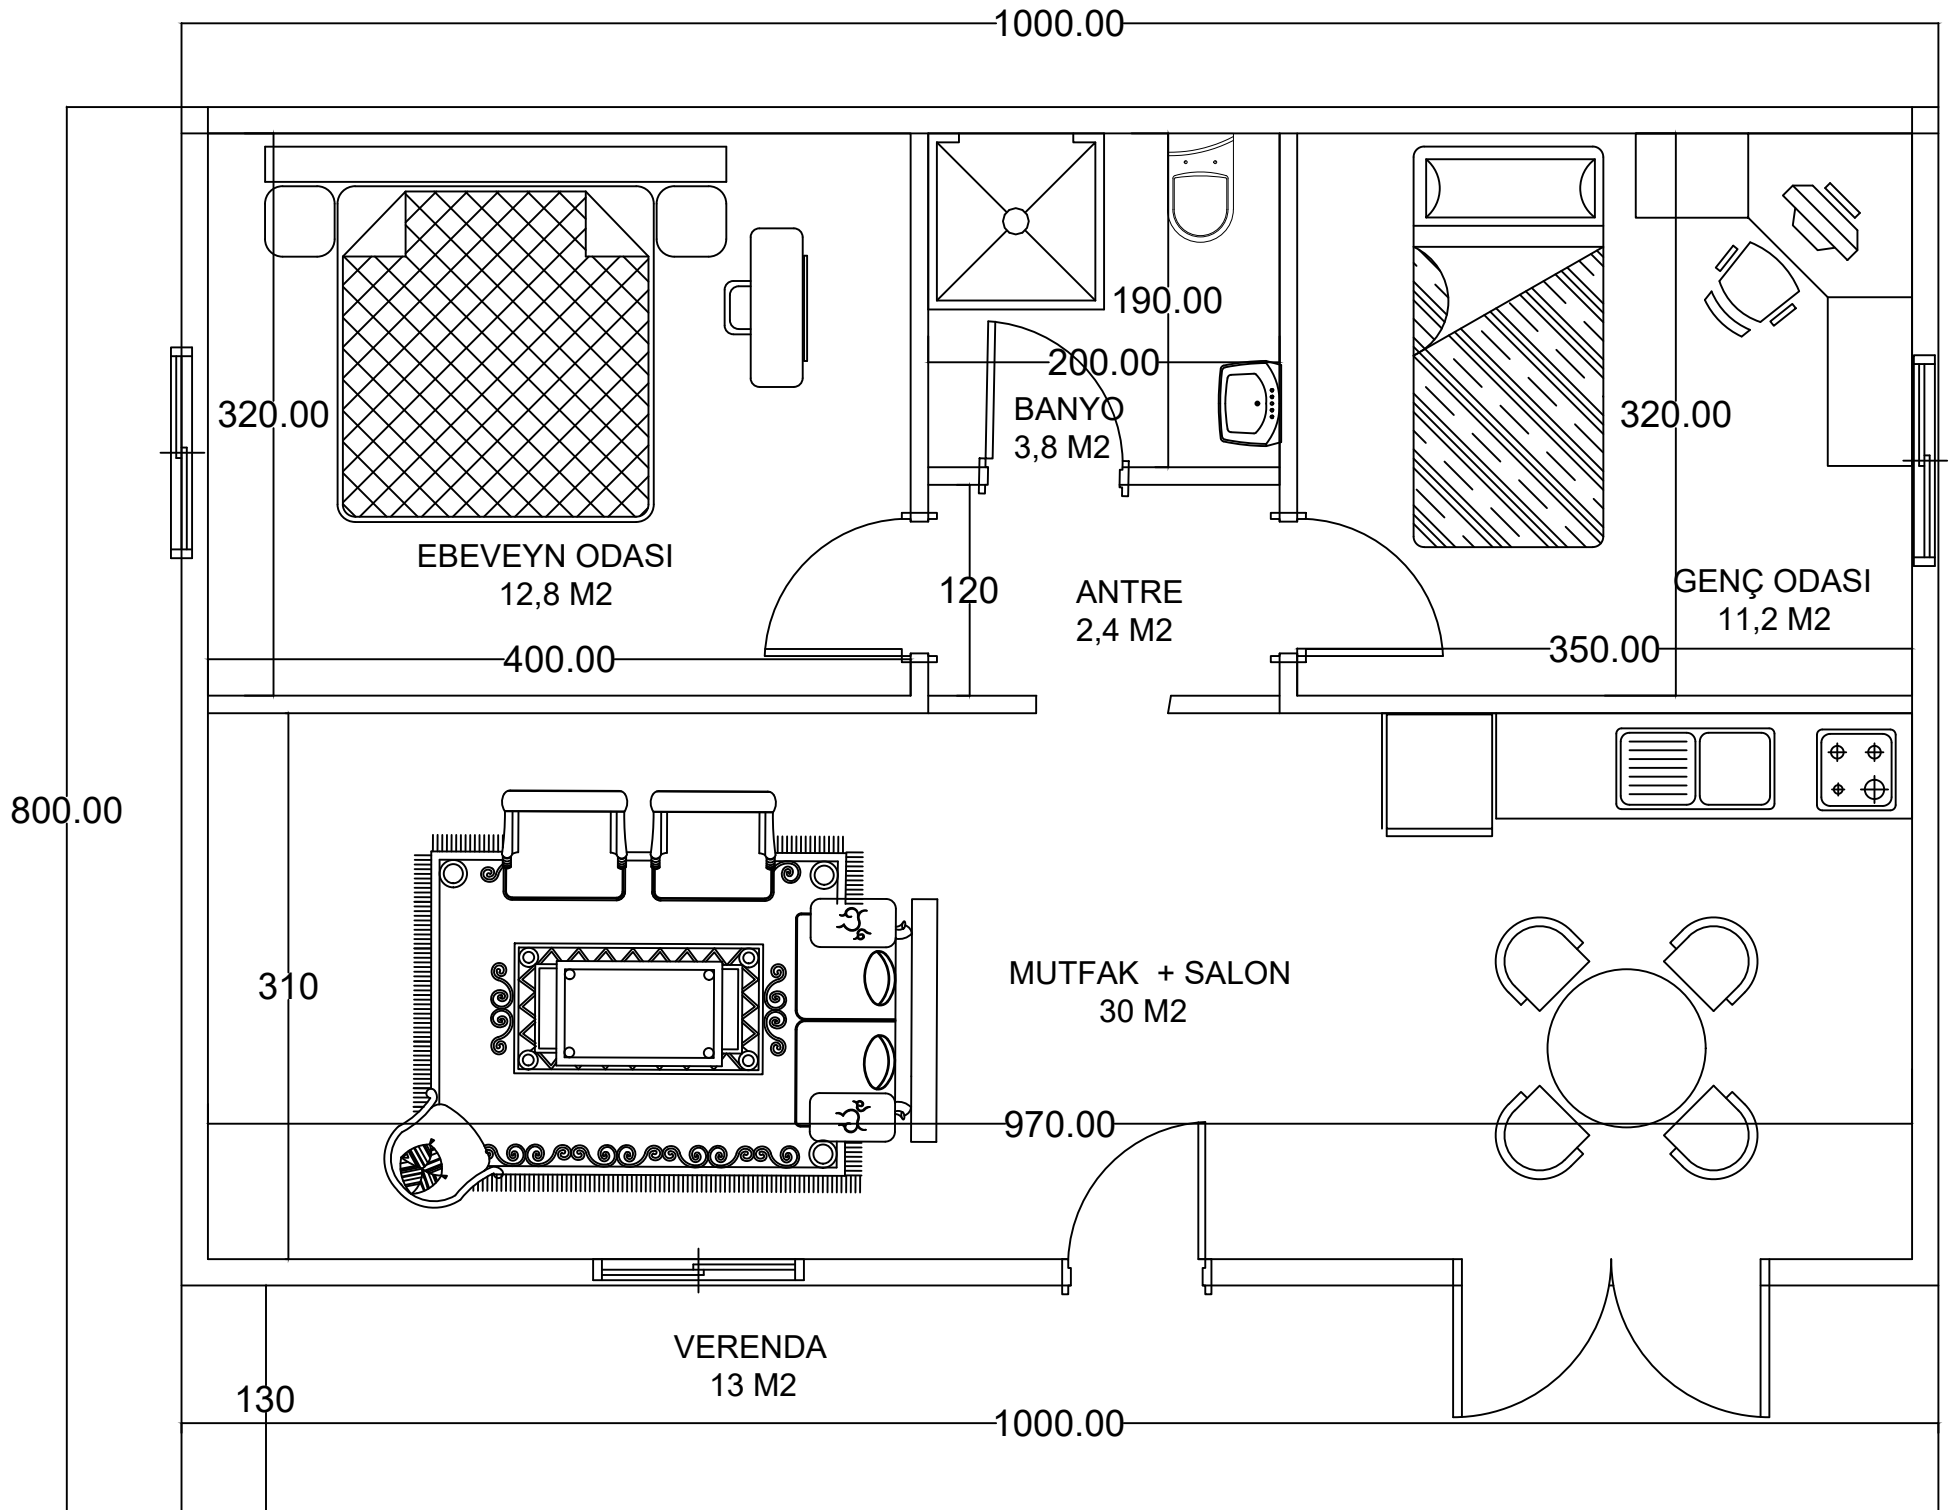 1000.00
190.00
200.00
BANYO
3,8 M2
320.00
320.00
EBEVEYN ODASI
12,8 M2
120
ANTRE
2,4 M2
GENÇ ODASI
11,2 M2
400.00
350.00
800.00
310
MUTFAK + SALON
30 M2
970.00
VERENDA
13 M2
130
1000.00